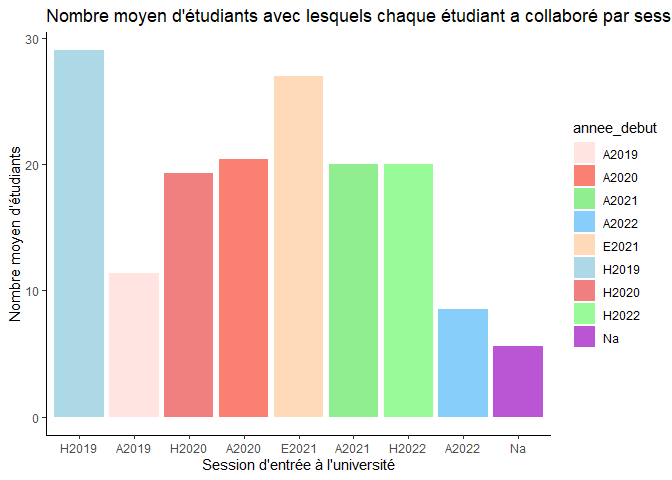 Nombre moyen d'étudiants avec lesquels chaque étudiant a collaboré par sess
30
20
10
0
Nombre moyen d'étudiants
H2019 A2019 H2020 A2020 E2021 A2021 H2022 A2022 Na
Session d'entrée à l'université
annee_debut
A2019
A2020
A2021
A2022
E2021
H2019
H2020
H2022
Na